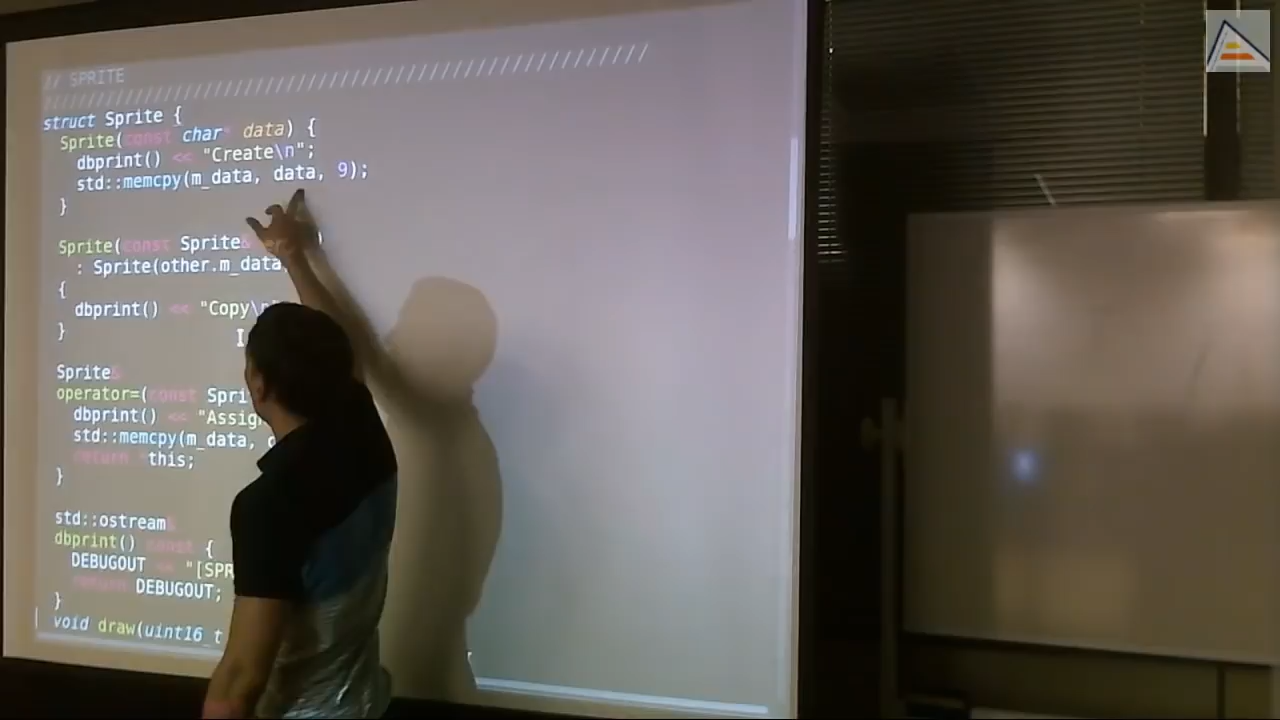 // SPRITE
////////////////////////////////////////////////////
struct Sprite {
Sprite(const char* data) {
dbprint() << "Create\n";
std::memcpy(m_data, data, 9);
}
Sprite(const Sprite& )
: Sprite(other.m_data
{
dbprint() << "Copy\n
}
Sprite&
operator=(const
dbprint() <<
std::memcpy(m_data,
return *this;
}
std::ostream&
dbprint() const {
DEBUGOUT <<
return DEBUGOUT;
}
void draw(uint16_t